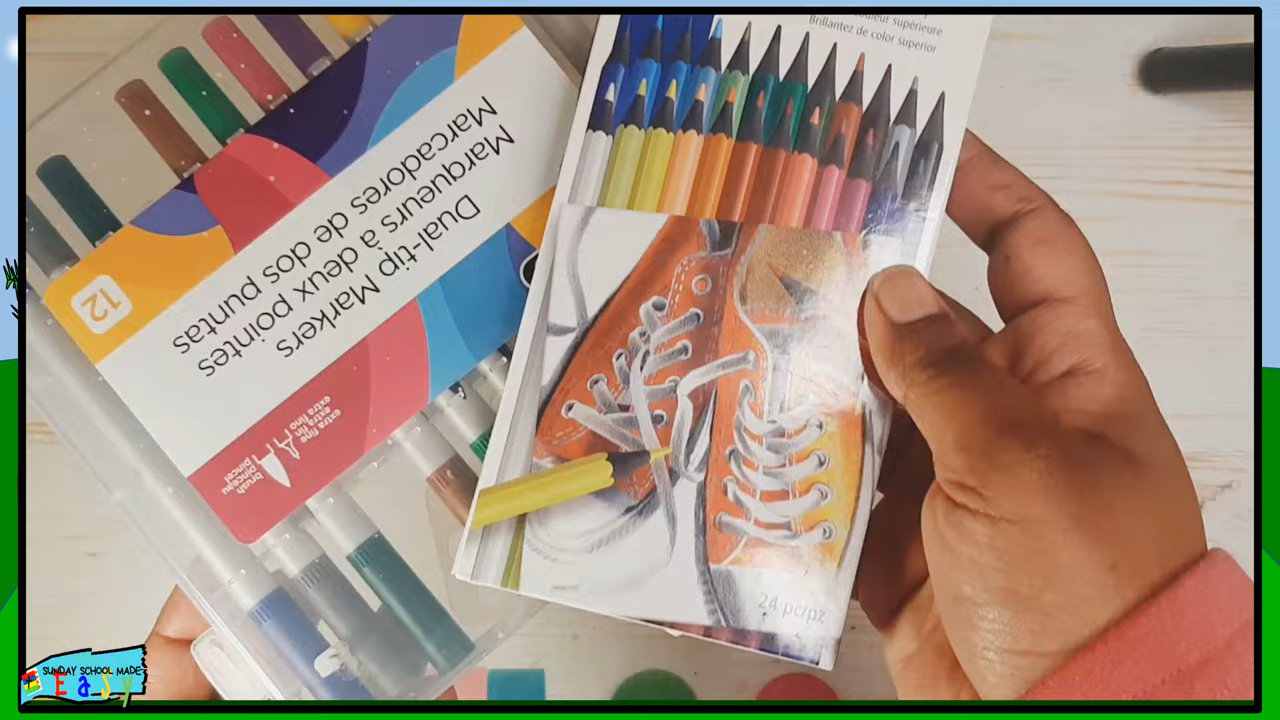 Brillantez de color superior
Dual-tip Markers
Marqueurs à deux pointes
Marcadores de dos puntas
12
brush
pinceau
pincel
extra fine
extra fin
extra fino
24 pc/pz
SUNDAY SCHOOL MADE
Easy